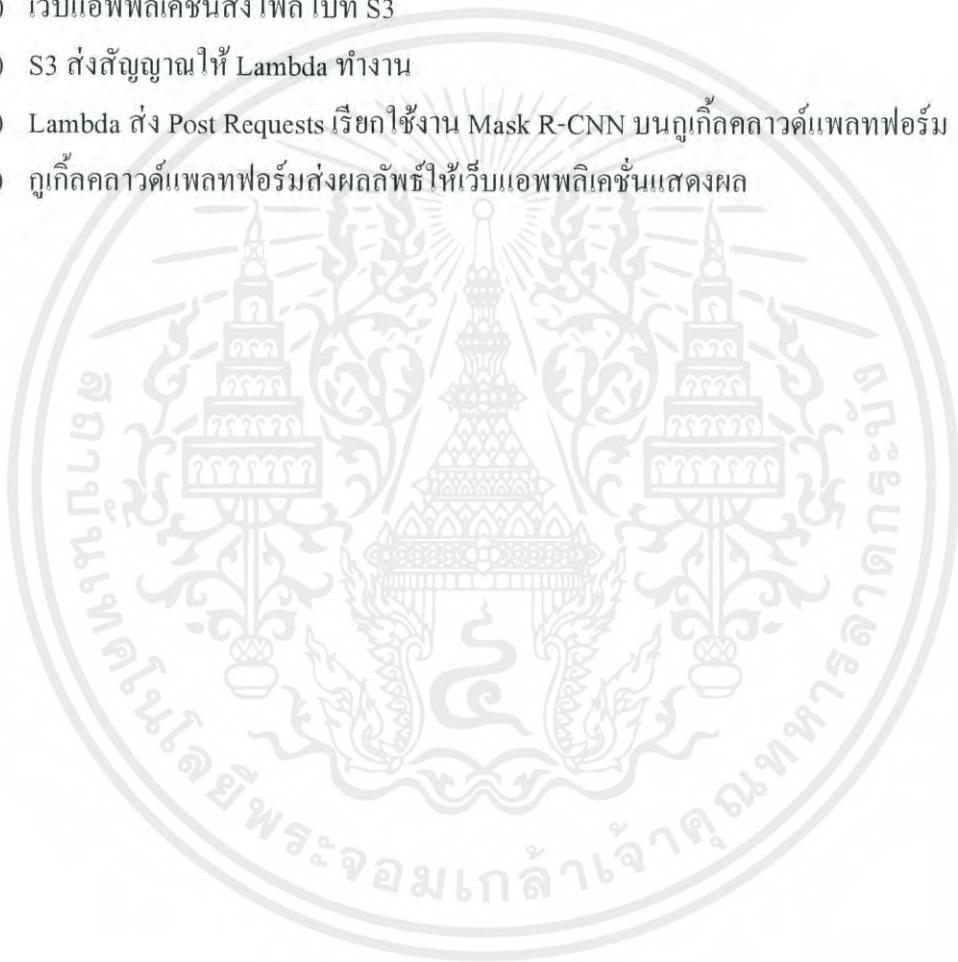 ) เว็บแอพพลิเคชั่นส่งไฟล์ไปที่ S3
) S3 ส่งสัญญาณให้ Lambda ทำงาน
) Lambda ส่ง Post Requests เรียกใช้งาน Mask R-CNN บนกูเกิ้ลคลาวด์แพลทฟอร์ม
) กูเกิ้ลคลาวด์แพลทฟอร์มส่งผลลัพธ์ให้เว็บแอพพลิเคชั่นแสดงผล
สถาบันเทคโนโลยีพระจอมเกล้าเจ้าคุณทหารลาดกระบัง